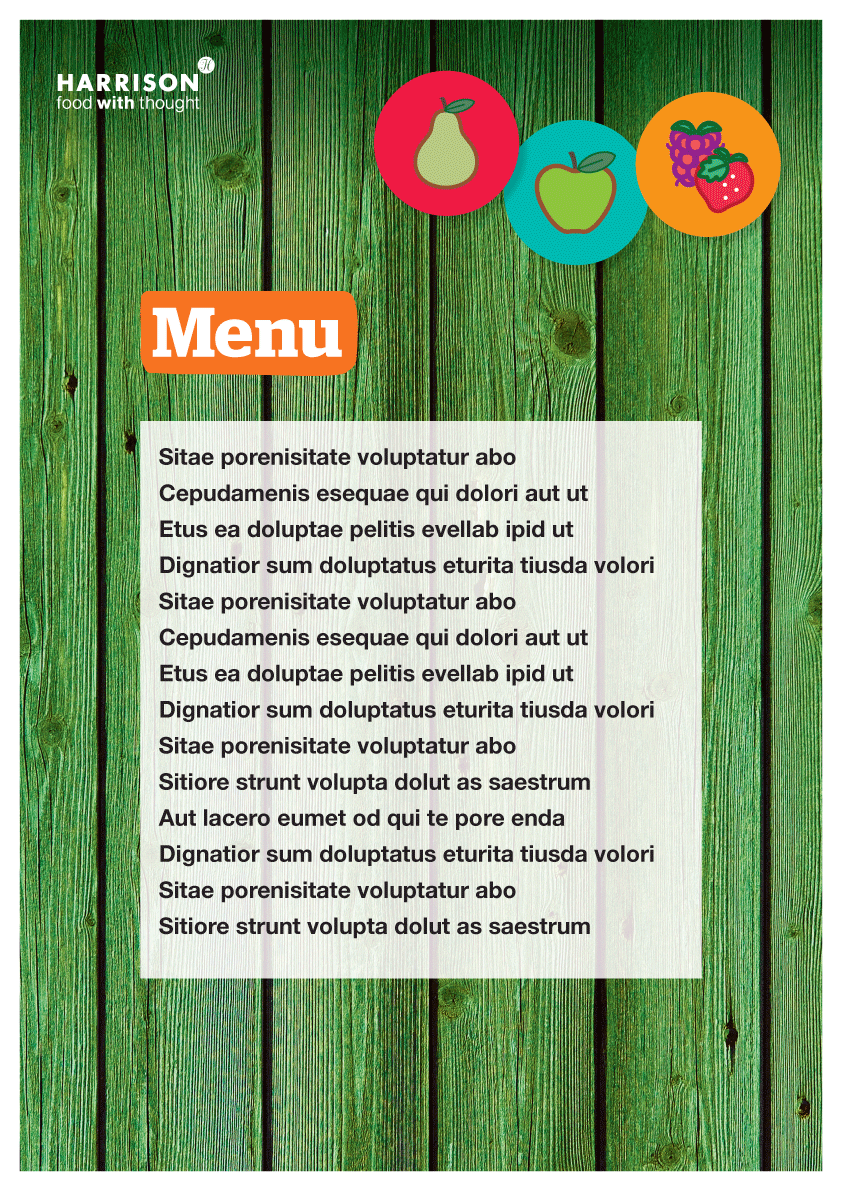 HARRISON
food with thought
Menu
Sitae porenisitate voluptatur abo
Cepudamenis esequae qui dolori aut ut
Etus ea doluptae pelitis evellab ipid ut
Dignatior sum doluptatus eturita tiusda volori
Sitae porenisitate voluptatur abo
Cepudamenis esequae qui dolori aut ut
Etus ea doluptae pelitis evellab ipid ut
Dignatior sum doluptatus eturita tiusda volori
Sitae porenisitate voluptatur abo
Sitiore strunt volupta dolut as saestrum
Aut lacero eumet od qui te pore enda
Dignatior sum doluptatus eturita tiusda volori
Sitae porenisitate voluptatur abo
Sitiore strunt volupta dolut as saestrum